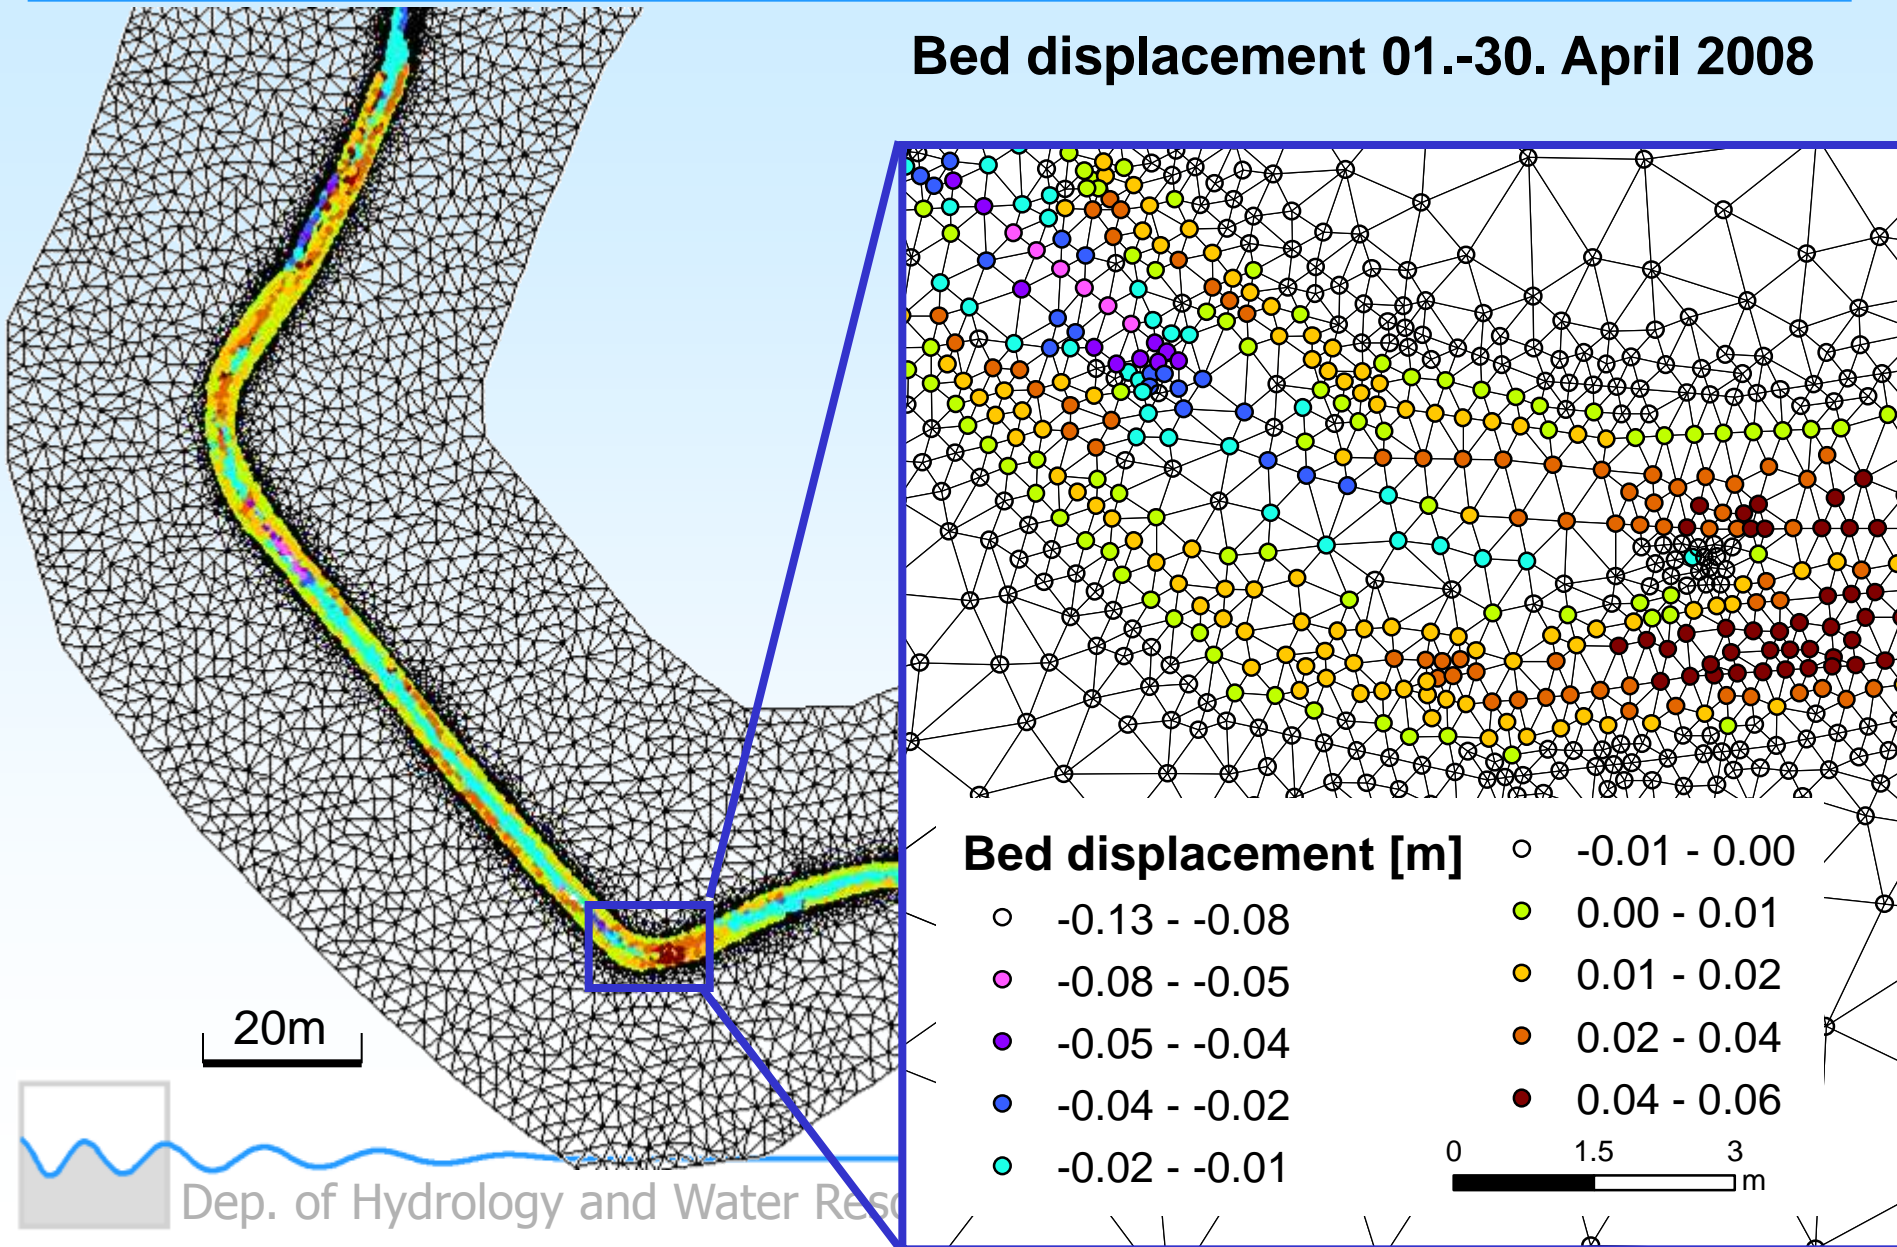 Bed displacement 01.-30. April 2008
Bed displacement [m]
-0.13 - -0.08
-0.08 - -0.05
-0.05 - -0.04
-0.04 - -0.02
-0.02 - -0.01
-0.01 - 0.00
0.00 - 0.01
0.01 - 0.02
0.02 - 0.04
0.04 - 0.06
0 1.5 3
m
20m
Dep. of Hydrology and Water Reso